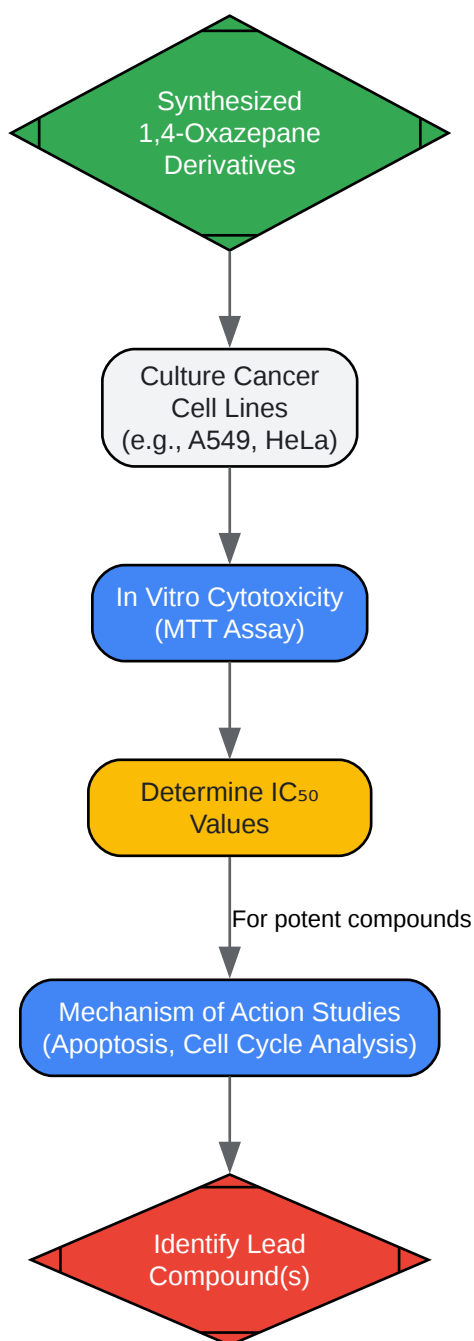 Synthesized
1,4-Oxazepane
Derivatives
Culture Cancer
Cell Lines
(e.g., A549, HeLa)
In Vitro Cytotoxicity
(MTT Assay)
Determine IC₅₀
Values
For potent compounds
Mechanism of Action Studies
(Apoptosis, Cell Cycle Analysis)
Identify Lead
Compound(s)